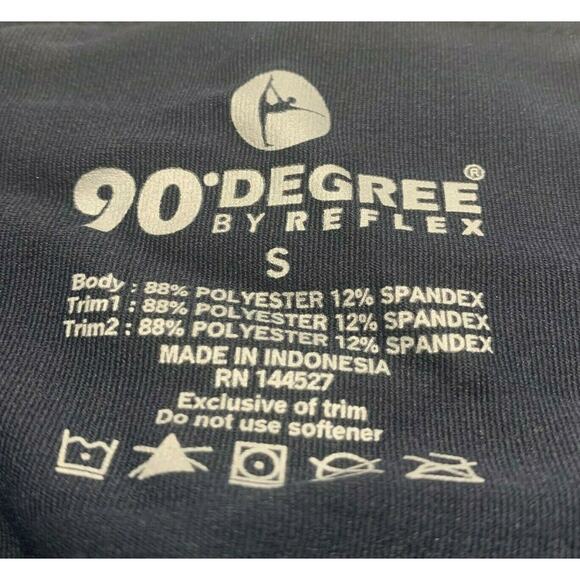 90°DEGREE®
BY REFLEX
S
Body : 88% POLYESTER 12% SPANDEX
Trim1 : 88% POLYESTER 12% SPANDEX
Trim2 : 88% POLYESTER 12% SPANDEX
MADE IN INDONESIA
RN 144527
Exclusive of trim
Do not use softener